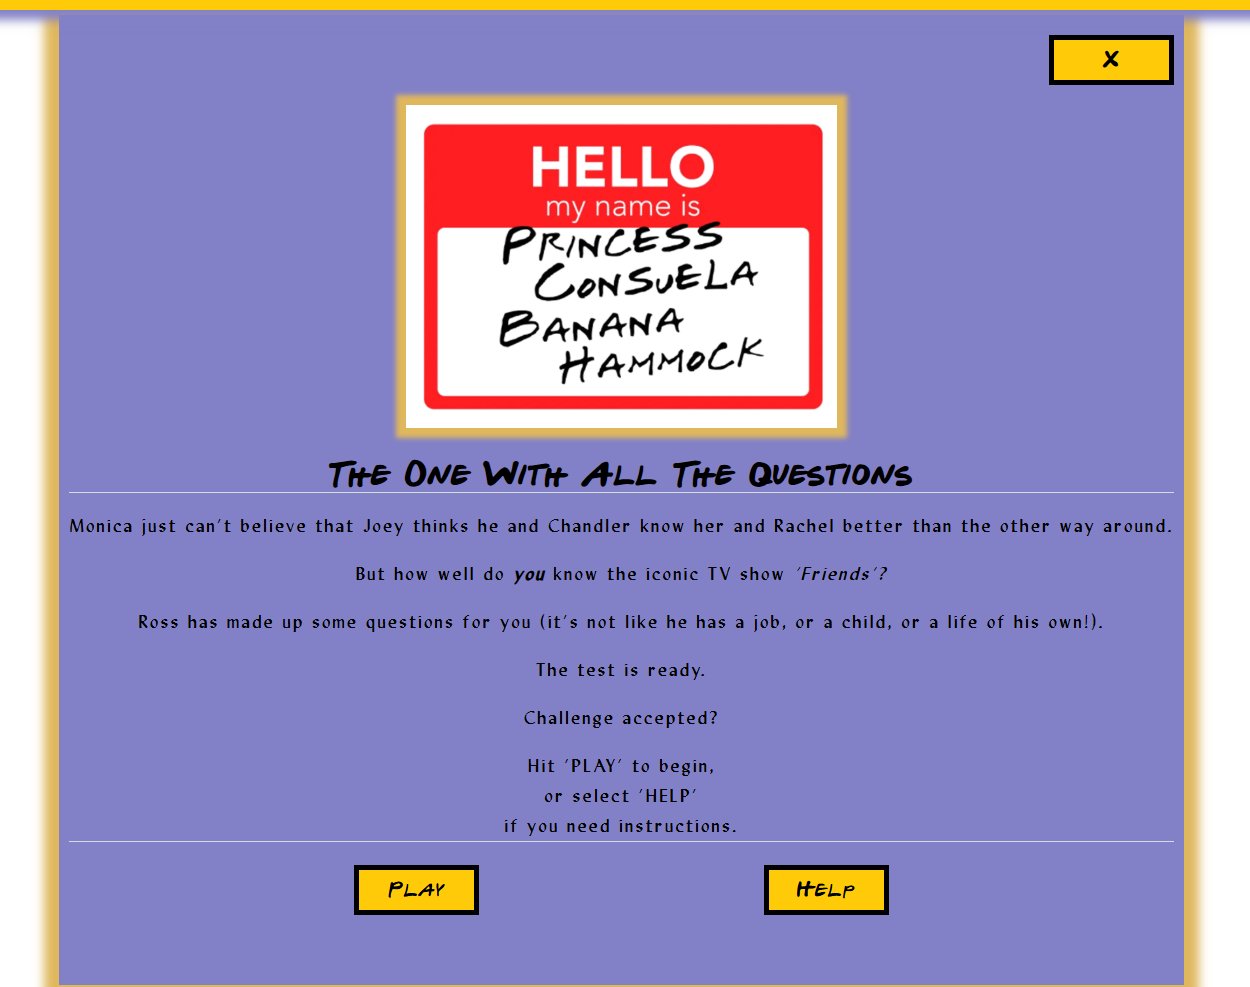 X
HELLO
my name is
PRINCESS
CONSUELA
BANANA
HAMMOCK
The One With All The Questions
Monica just can't believe that Joey thinks he and Chandler know her and Rachel better than the other way around.
But how well do you know the iconic TV show 'Friends'?
Ross has made up some questions for you (it's not like he has a job, or a child, or a life of his own!).
The test is ready.
Challenge accepted?
Hit 'PLAY' to begin,
or select 'HELP'
if you need instructions.
Play
Help